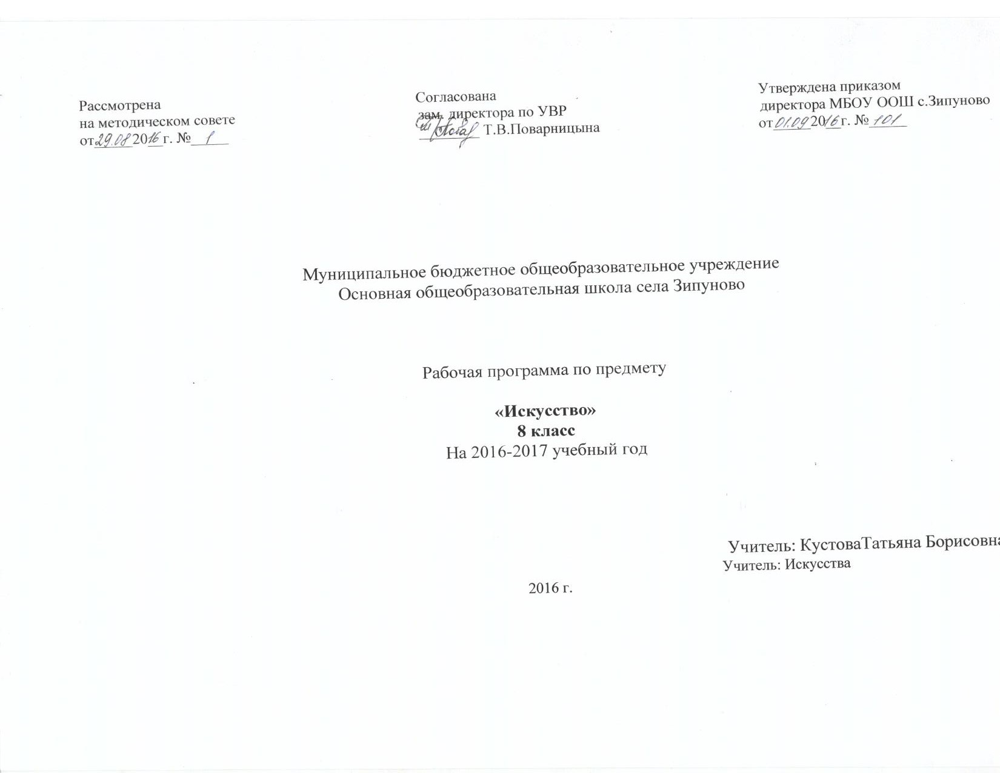 Рассмотрена
на методическом совете
от 29.08 2016 г. № 1
Согласована
зам. директора по УВР
Т.В.Поварницына
Утверждена приказом
директора МБОУ ООШ с.Зипуново
от 01.09 2016 г. № 101
Муниципальное бюджетное общеобразовательное учреждение
Основная общеобразовательная школа села Зипуново
Рабочая программа по предмету
«Искусство»
8 класс
На 2016-2017 учебный год
Учитель: КустоваТатьяна Борисовна
Учитель: Искусства
2016 г.